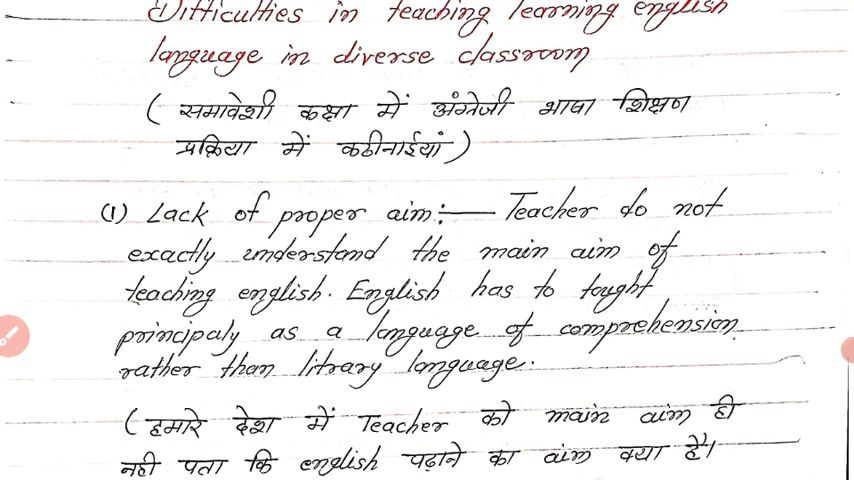 Difficulties in teaching learning english
language in diverse classroom
( समावेशी कक्षा में अंग्रेजी भाषा शिक्षण
प्रक्रिया में कठीनाईयां )
(1) Lack of proper aim:— Teacher do not
exactly understand the main aim of
teaching english. English has to tought
principaly as a language of comprehension
rather than litrary language.
( हमारे देश में Teacher को main aim ही
नही पता कि english पढ़ाने का aim क्या है।